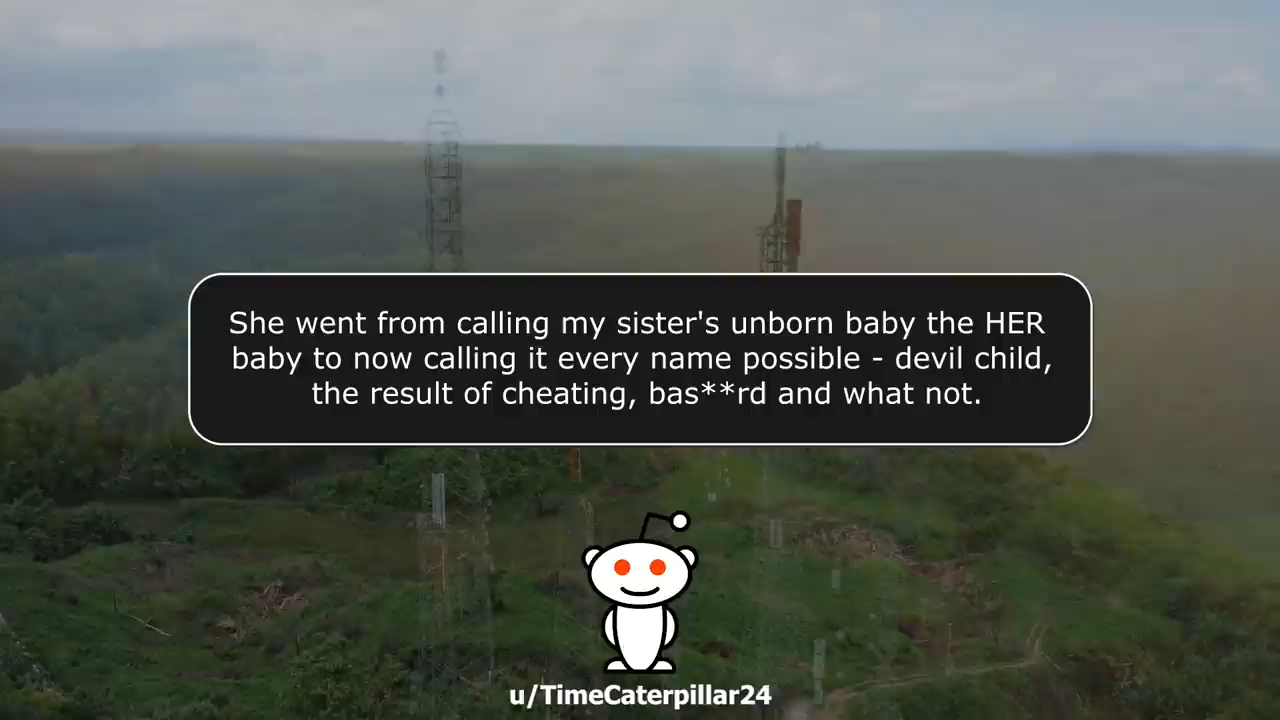 She went from calling my sister's unborn baby the HER
baby to now calling it every name possible - devil child,
the result of cheating, bas**rd and what not.
u/TimeCaterpillar24